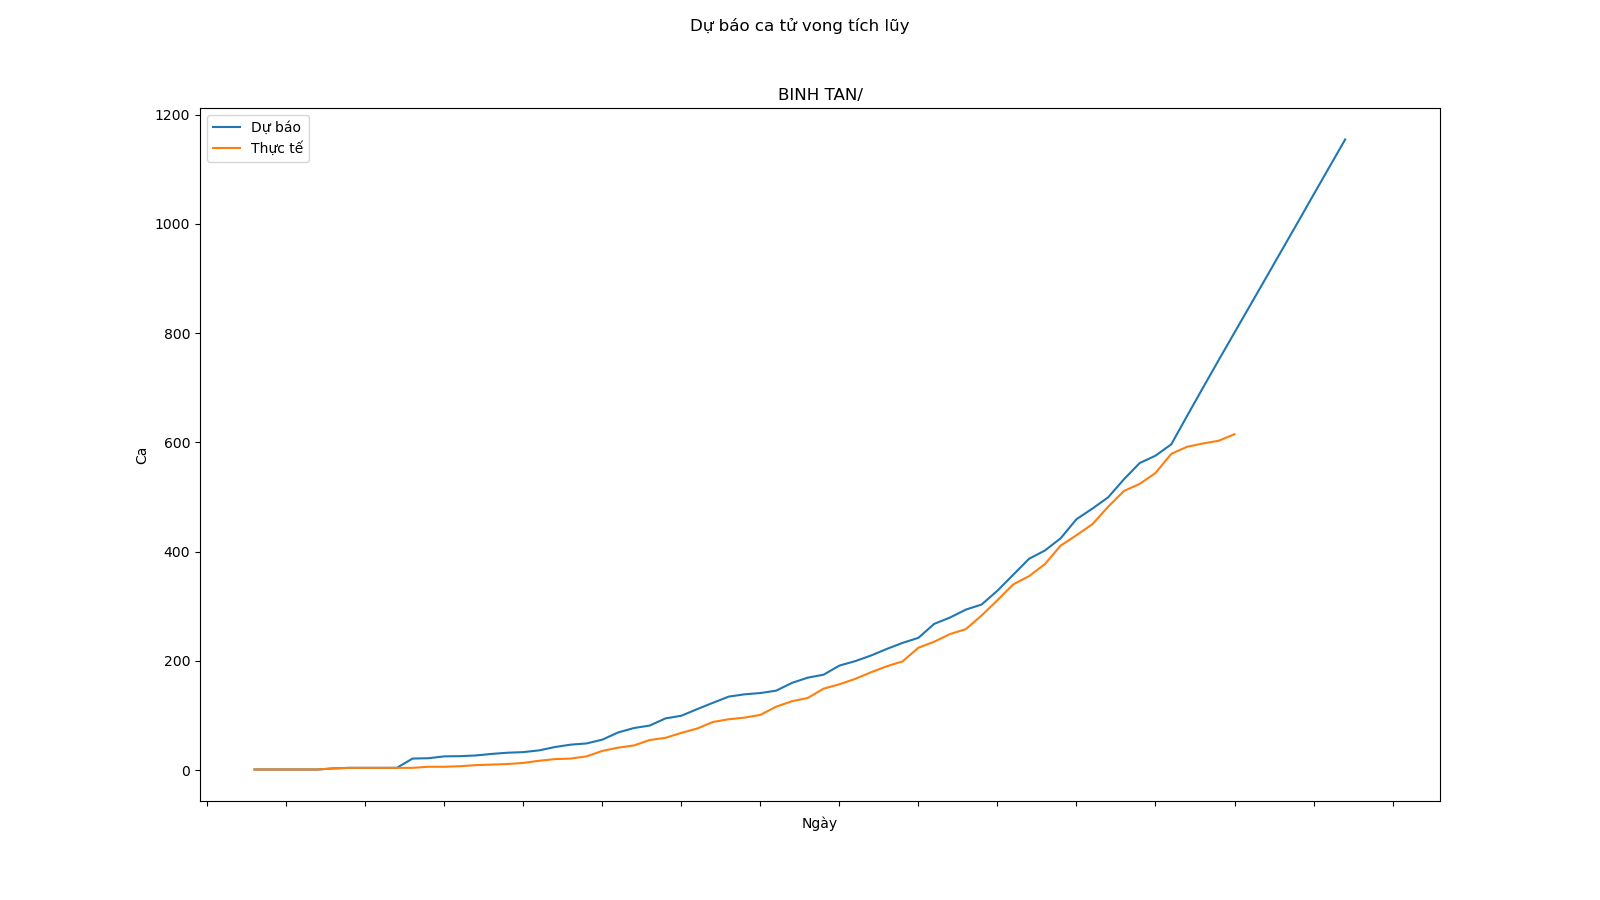 Dự báo ca tử vong tích lũy
BINH TAN/
1200
1000
800
600
400
200
0
Ca
Dự báo
Thực tế
Ngày